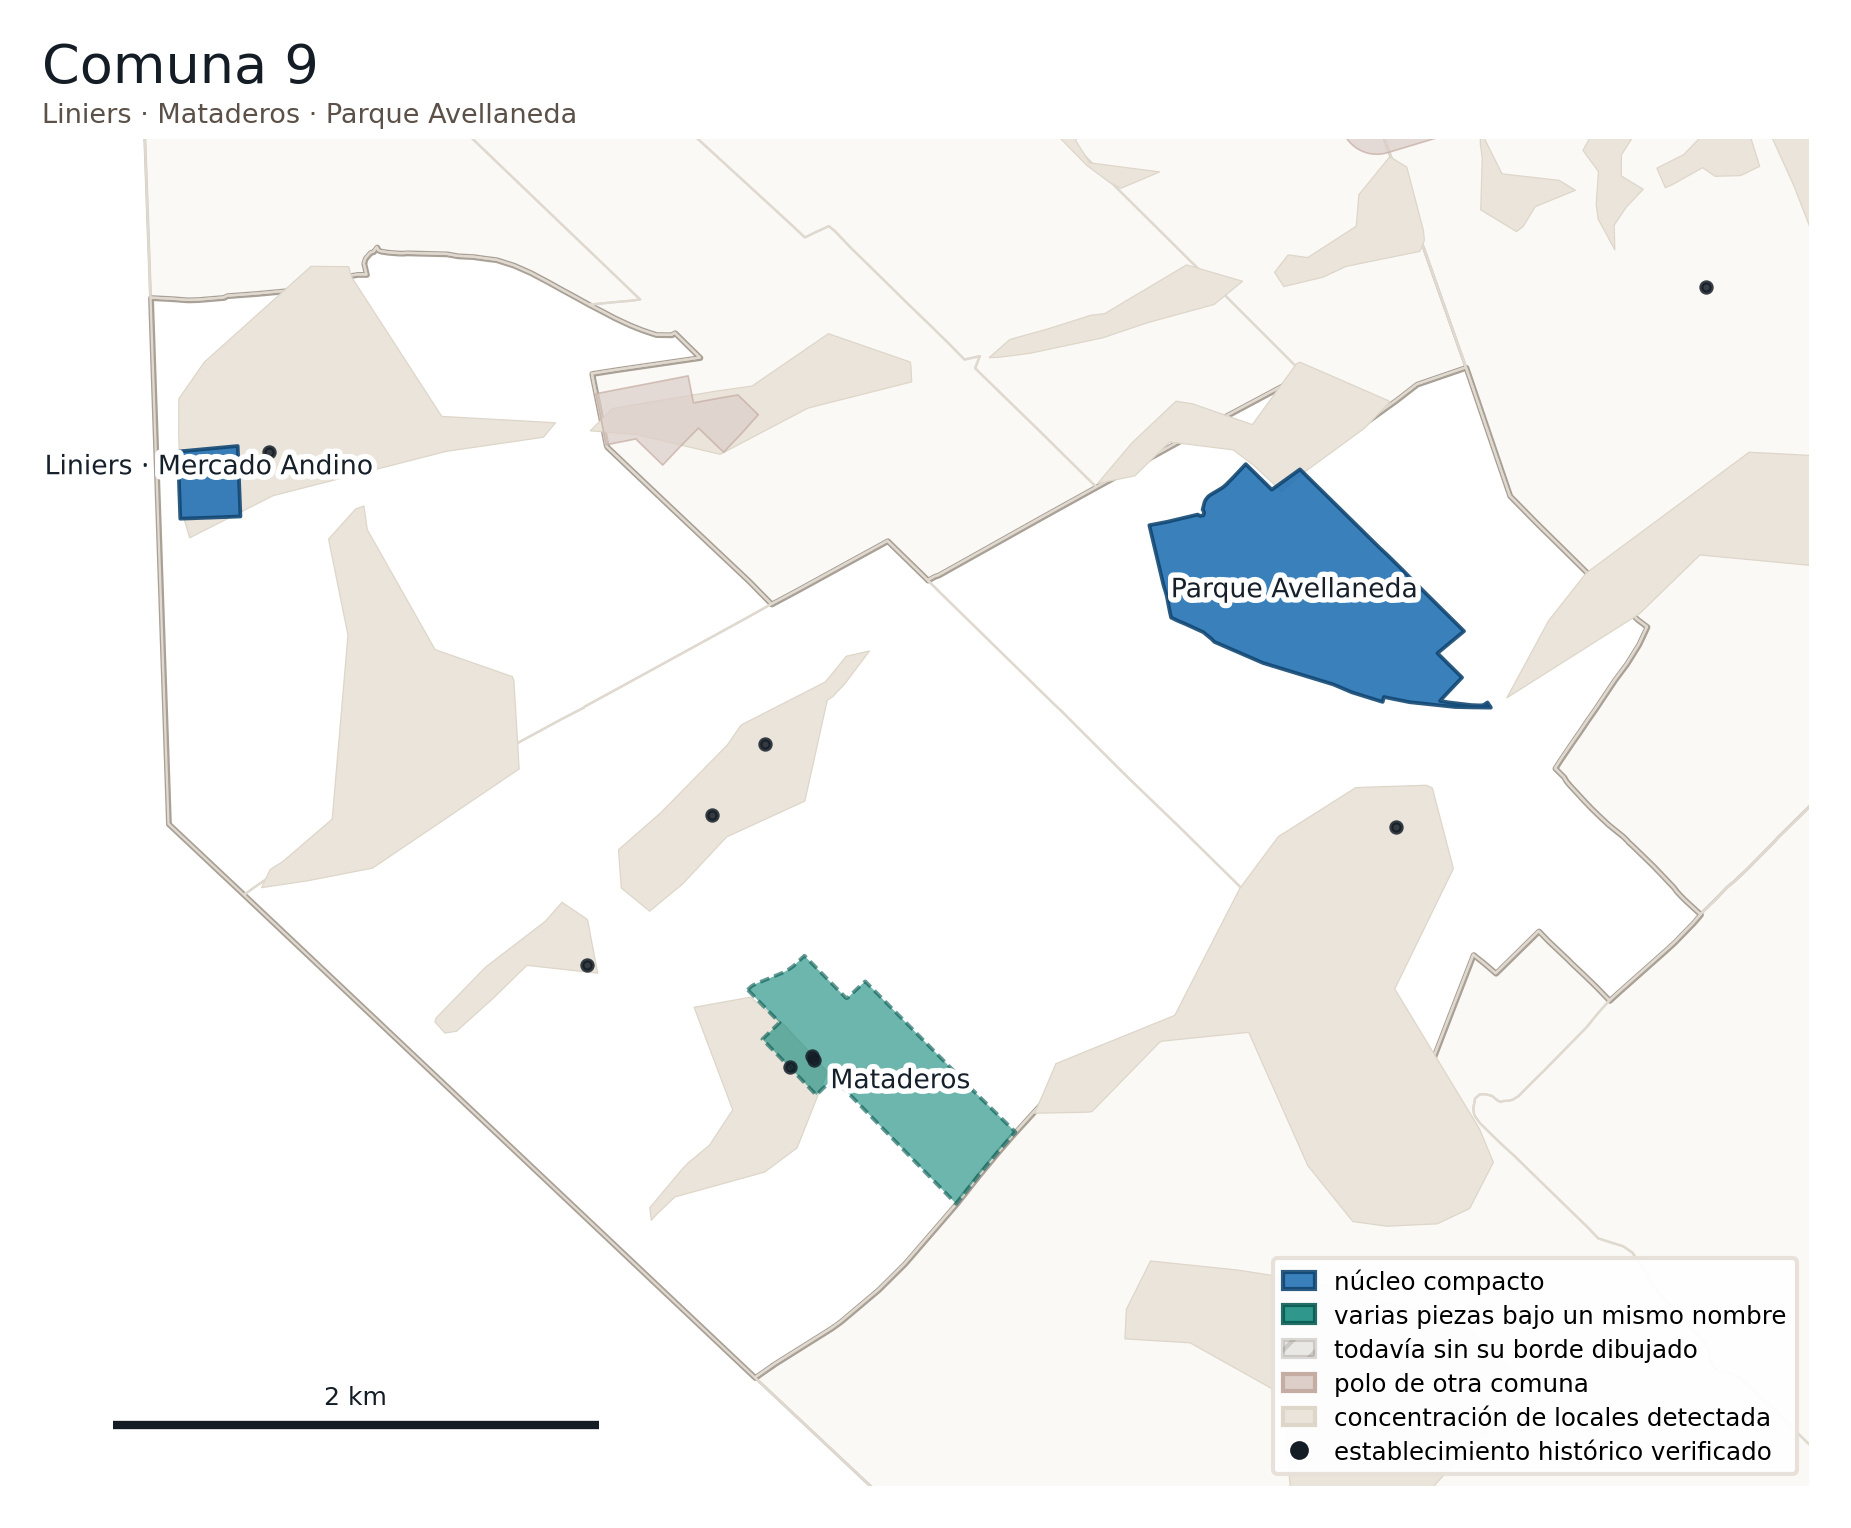 Comuna 9
Liniers · Mataderos · Parque Avellaneda
Liniers · Mercado Andino
Parque Avellaneda
Mataderos
2 km
núcleo compacto
varias piezas bajo un mismo nombre
todavía sin su borde dibujado
polo de otra comuna
concentración de locales detectada
establecimiento histórico verificado